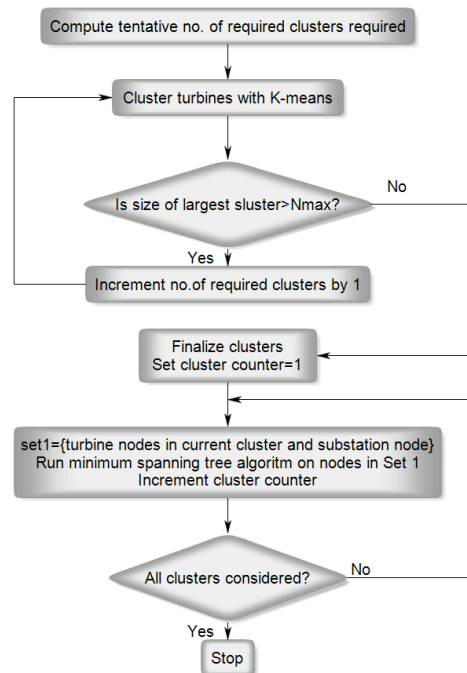 Compute tentative no. of required clusters required
Cluster turbines with K-means
Is size of largest sluster>Nmax?
No
Yes
Increment no.of required clusters by 1
Finalize clusters
Set cluster counter=1
set1={turbine nodes in current cluster and substation node}
Run minimum spanning tree algoritm on nodes in Set 1
Increment cluster counter
All clusters considered?
No
Yes
Stop